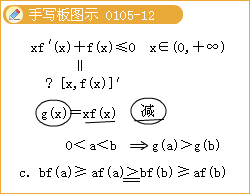 手写板图示 0105-12
xf′(x)+f(x)≤0 x∈(0,+∞)
‖
?[x,f(x)]′
g(x)=xf(x) 减
0<a<b ⇒g(a)>g(b)
c. bf(a)≥af(a)≥bf(b)≥af(b)